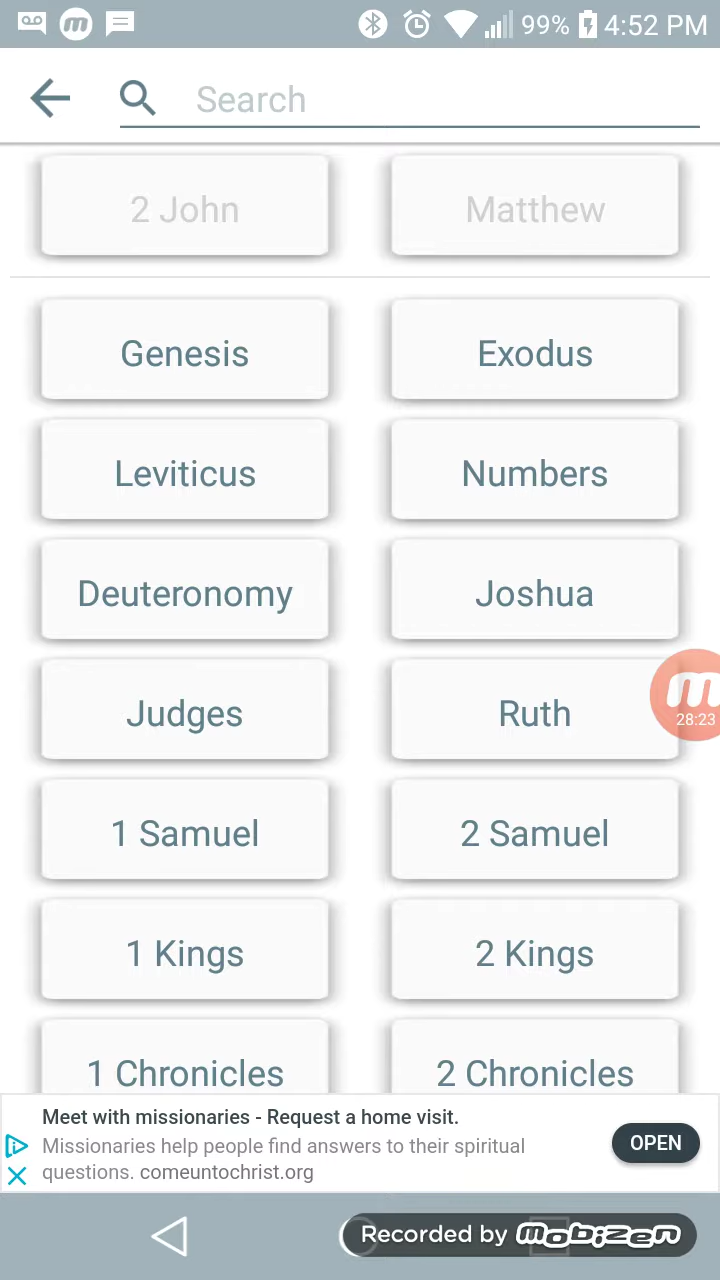 99% 4:52 PM
Search
2 John Matthew
Genesis Exodus
Leviticus Numbers
Deuteronomy Joshua
Judges Ruth
m
28:23
1 Samuel 2 Samuel
1 Kings 2 Kings
1 Chronicles 2 Chronicles
Meet with missionaries - Request a home visit.
Missionaries help people find answers to their spiritual
questions. comeuntochrist.org
OPEN
Recorded by mobizen